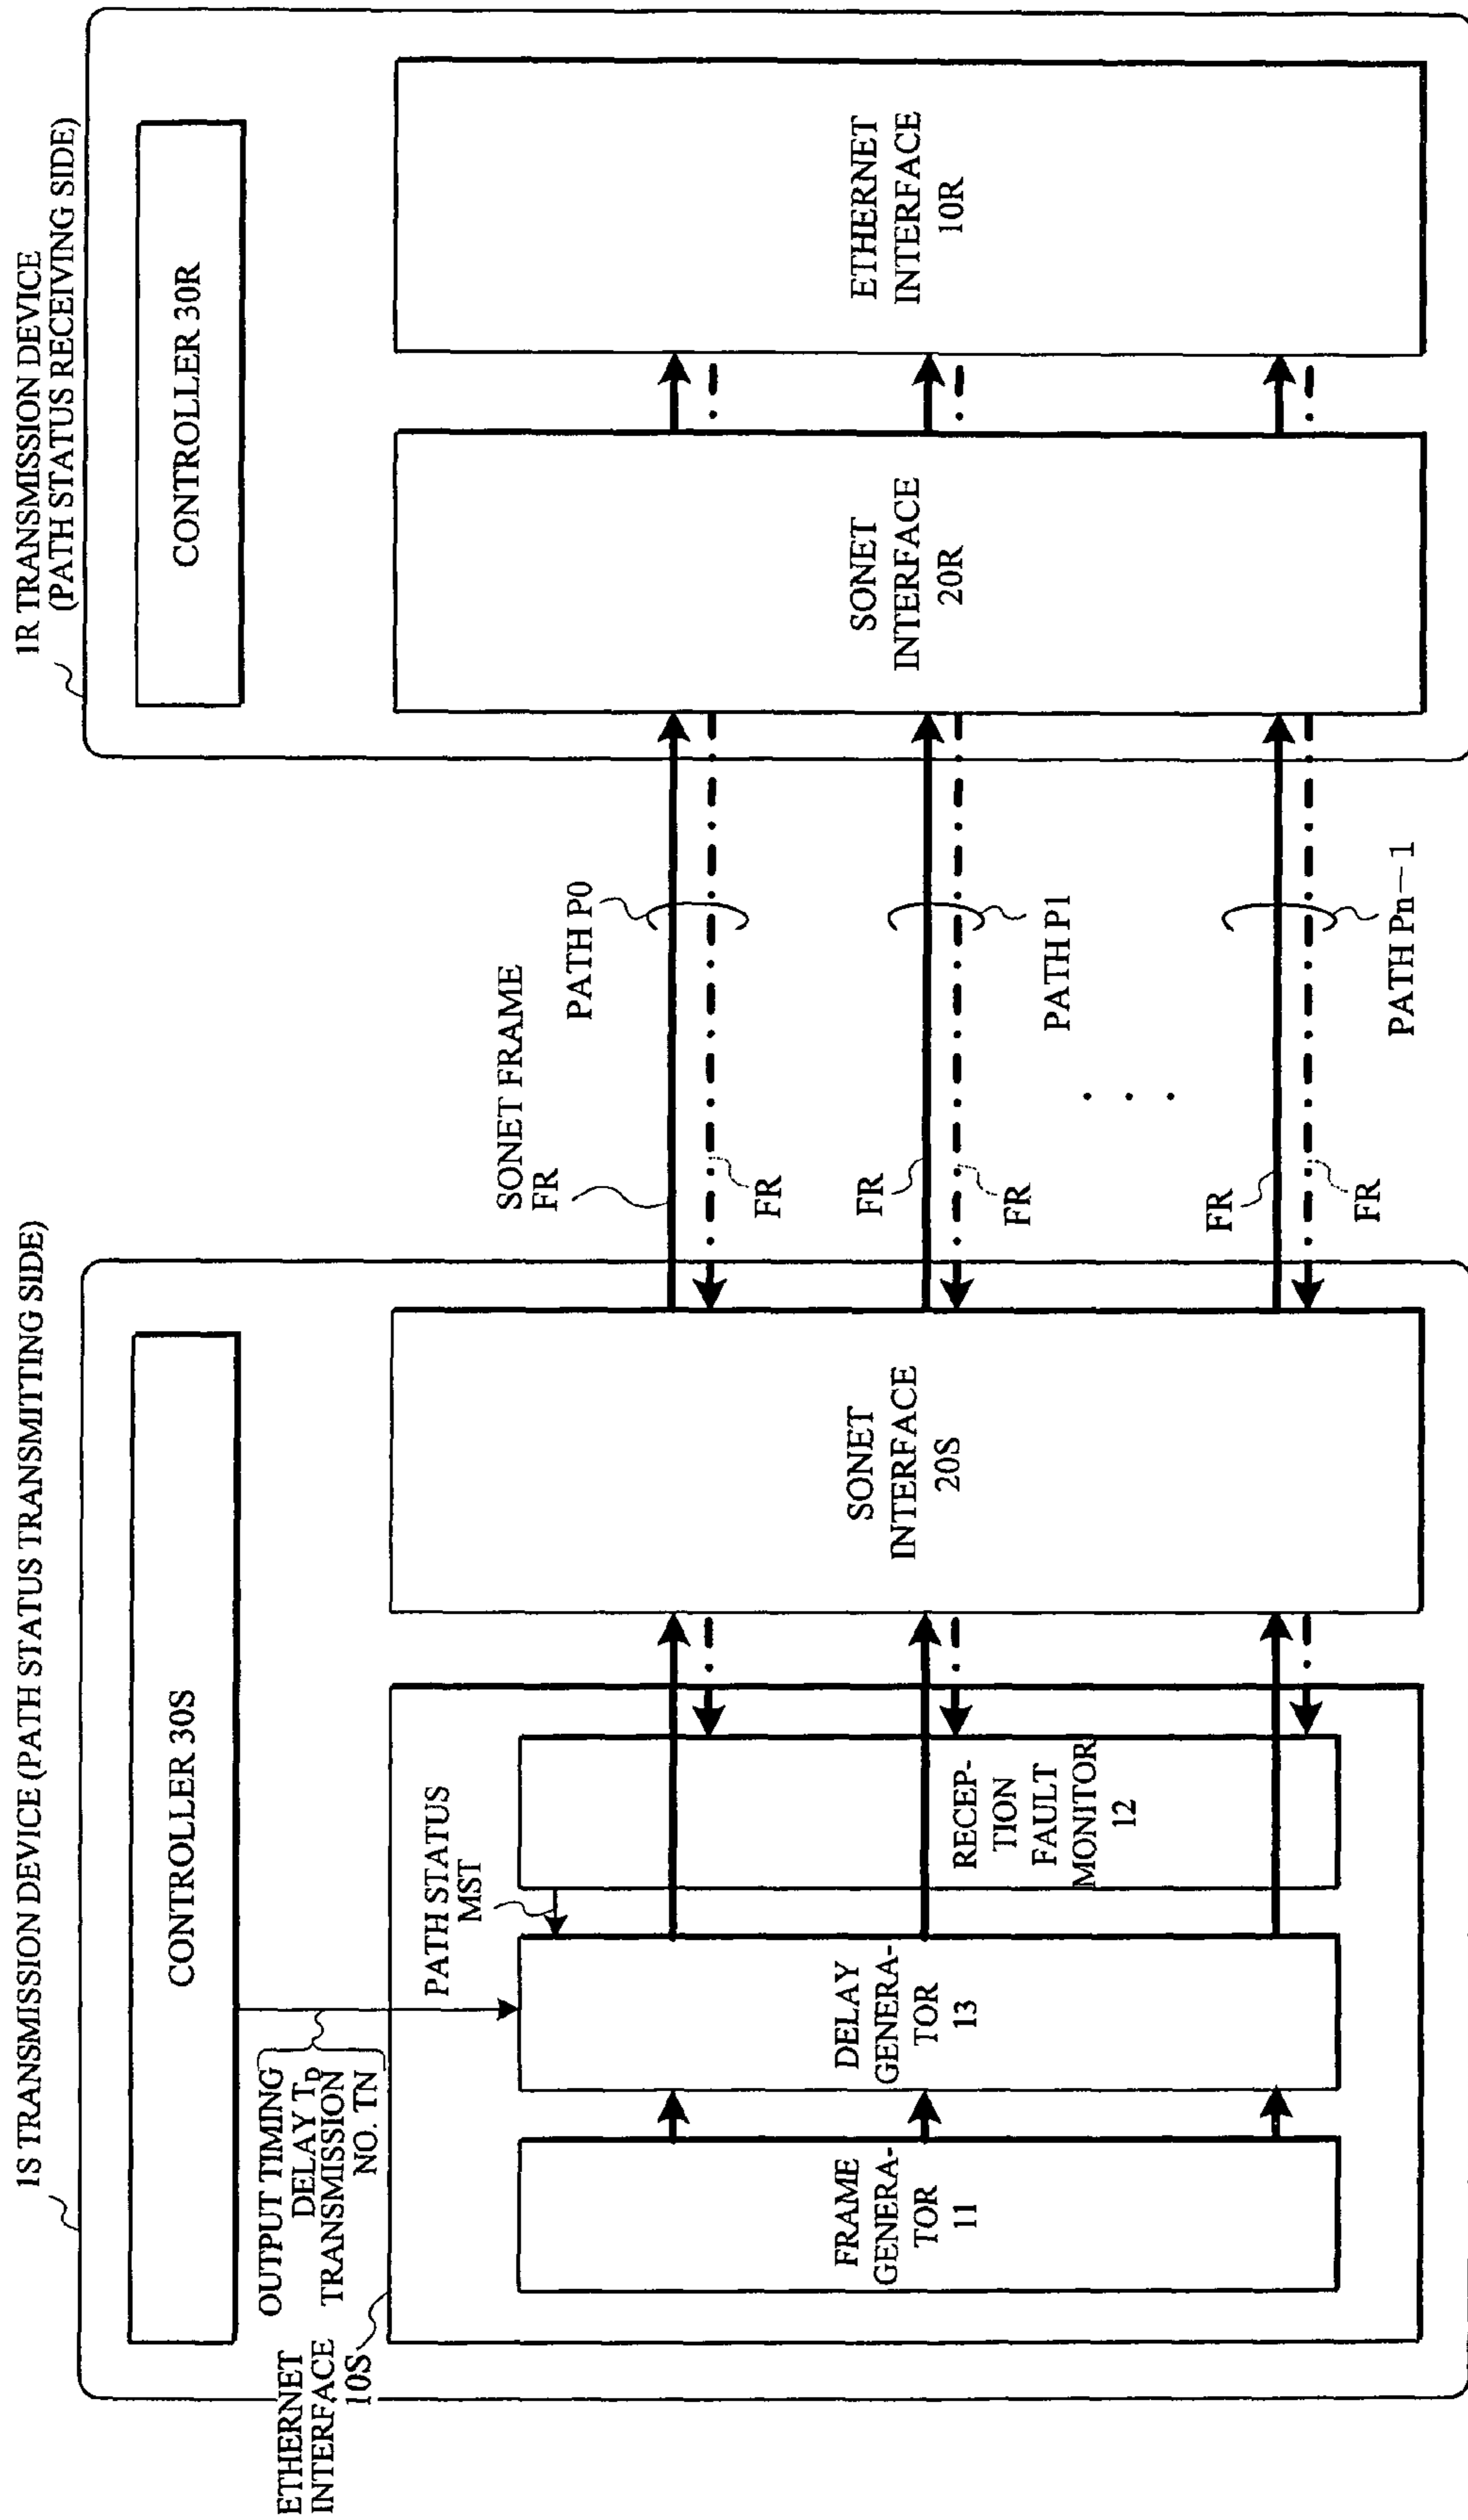 1S TRANSMISSION DEVICE (PATH STATUS TRANSMITING SIDE)
CONTROLLER 30S
OUTPUT TIMING
DELAY TD
TRANSMISSION
NO. TN
ETHERNET
INTERFACE
10S
PATH STATUS
MST
FRAME
GENERA-
TOR
11
DELAY
GENERA-
TOR
13
RECEP-
TION
FAULT
MONITOR
12
SONET
INTERFACE
20S
SONET FRAME
FR
PATH P0
FR
FR
FR
PATH P1
. . .
FR
FR
PATH Pn−1
1R TRANSMISSION DEVICE
(PATH STATUS RECEIVING SIDE)
CONTROLLER 30R
SONET
INTERFACE
20R
ETHERNET
INTERFACE
10R